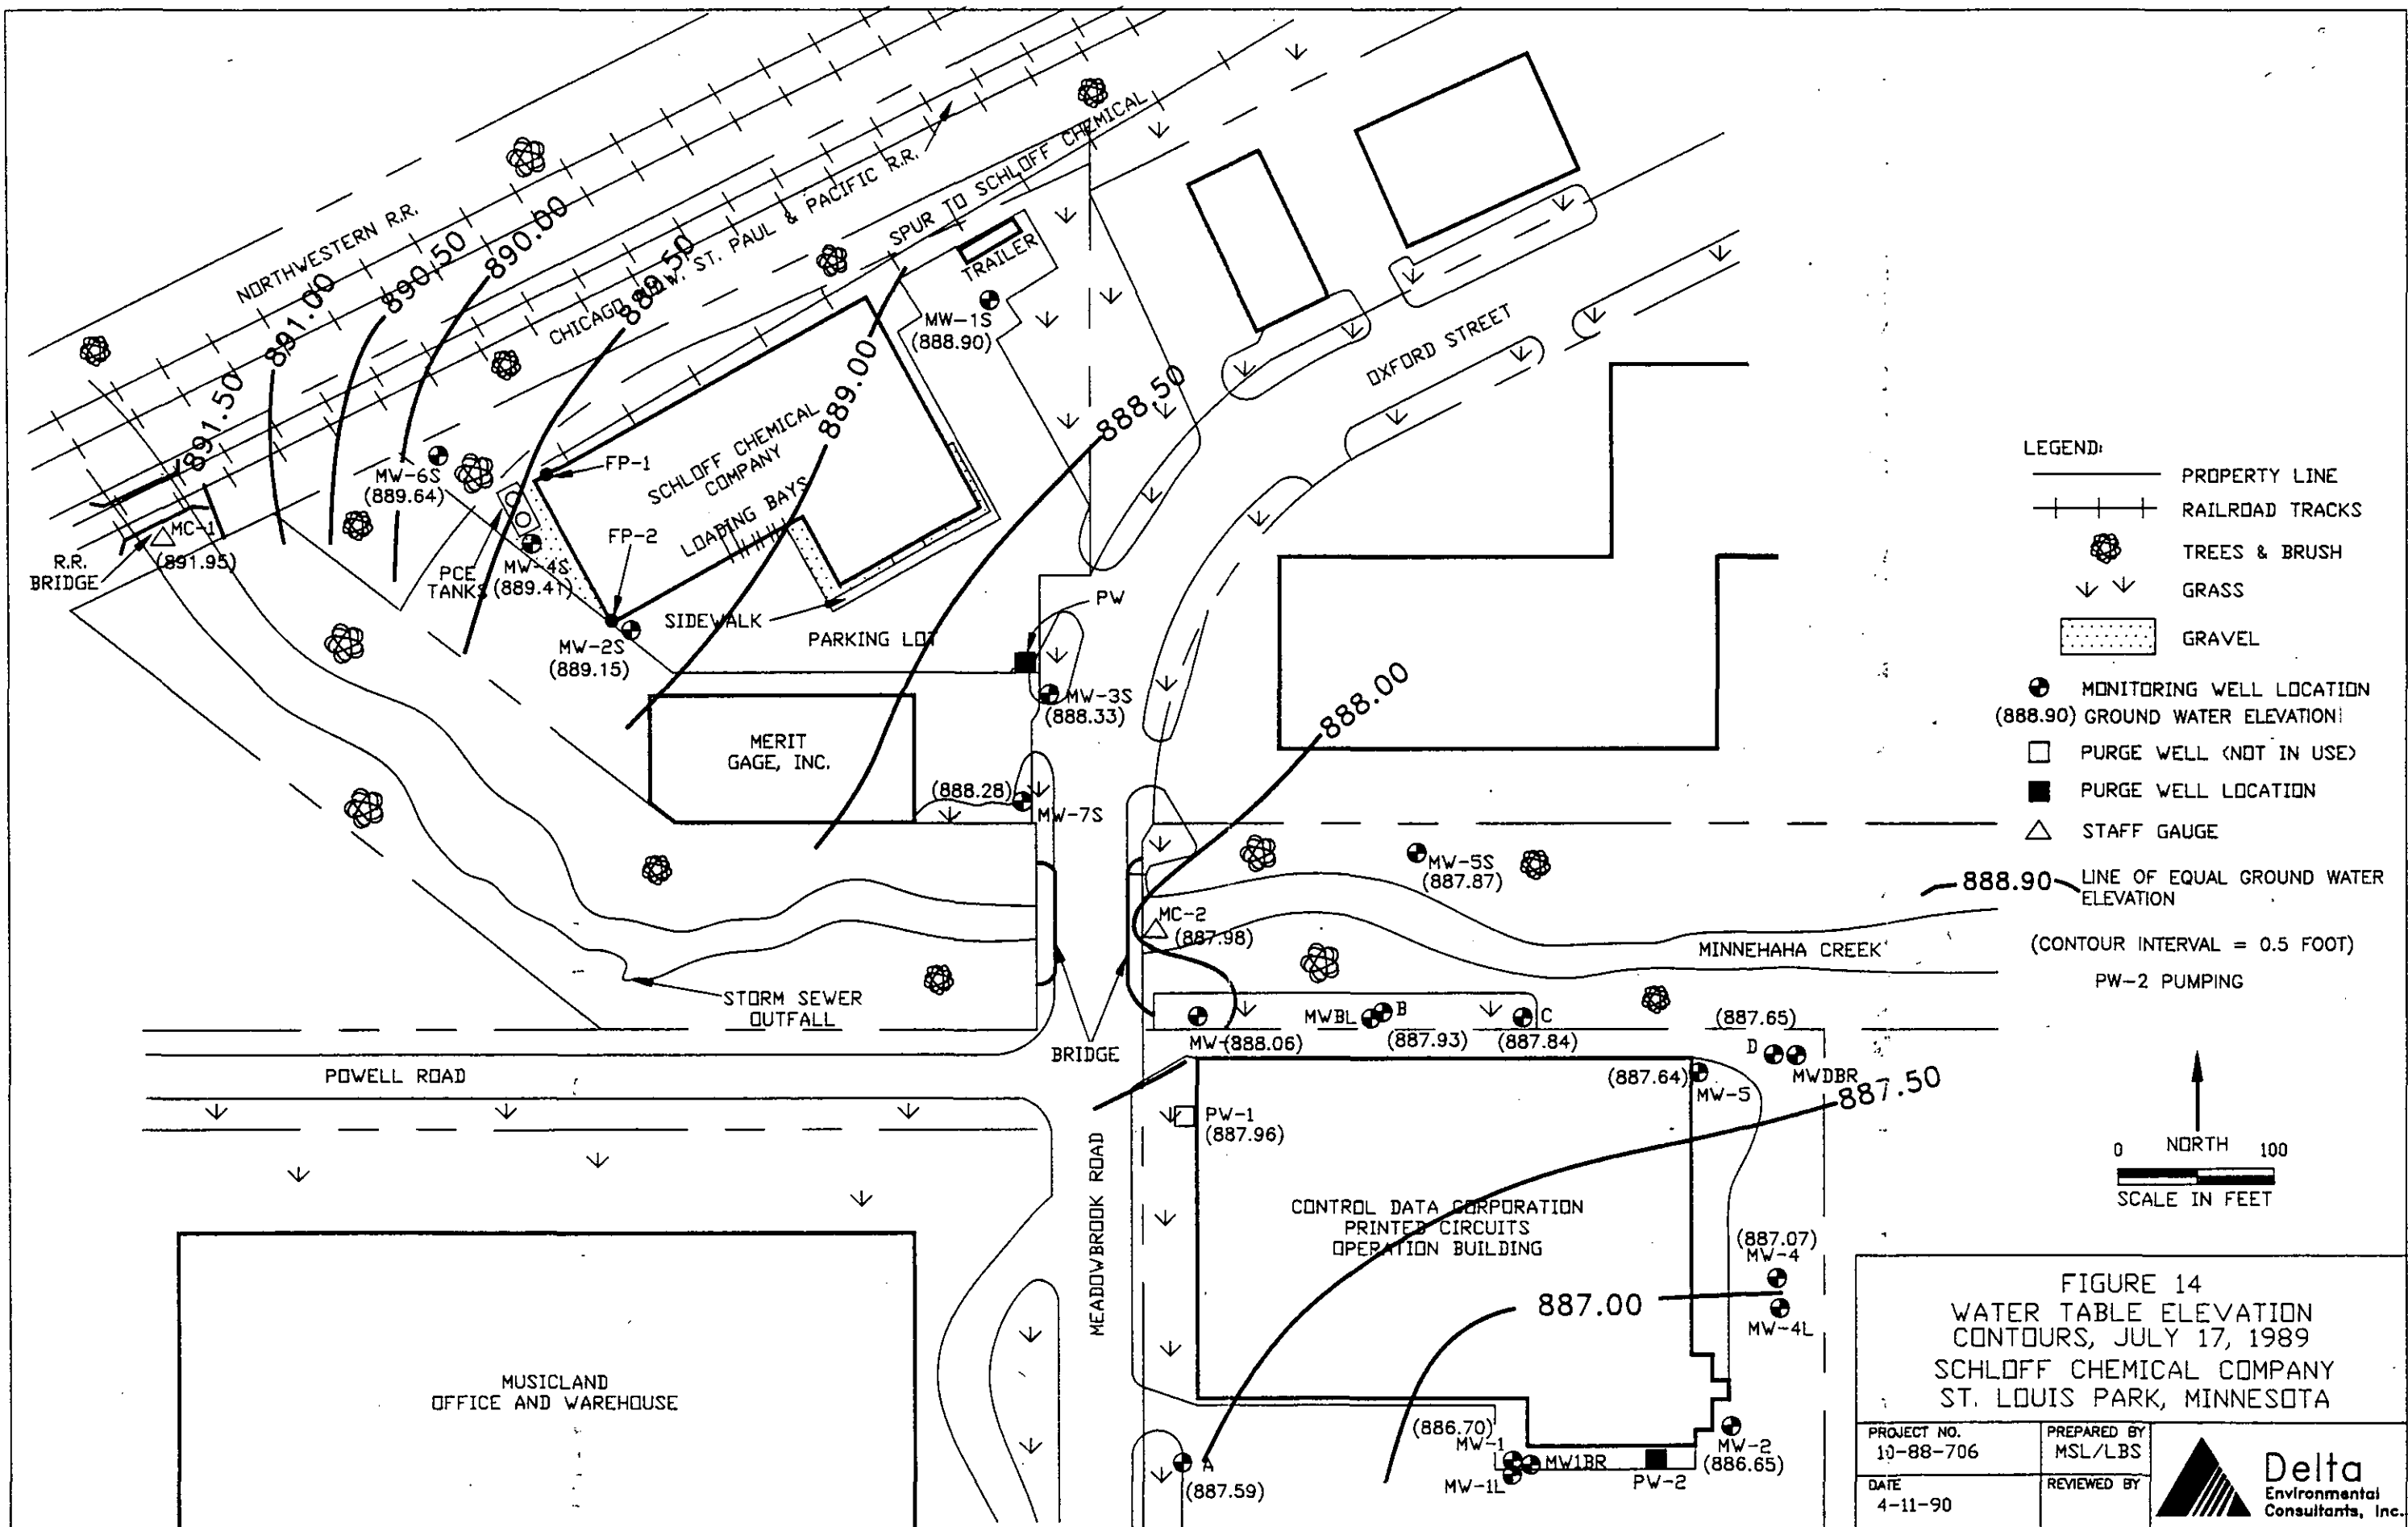 NORTHWESTERN R.R.
CHICAGO MILW. ST. PAUL & PACIFIC R.R.
SPUR TO SCHLOFF CHEMICAL
TRAILER
MW-1S
(888.90)
891.50
891.00
890.50
890.00
889.50
889.00
888.50
888.00
887.50
887.00
OXFORD STREET
MW-6S
(889.64)
FP-1
SCHLOFF CHEMICAL
COMPANY
LOADING BAYS
FP-2
MC-1
(891.95)
R.R.
BRIDGE
PCE
TANKS
MW-4S
(889.41)
SIDEWALK
PARKING LOT
MW-2S
(889.15)
PW
MW-3S
(888.33)
MERIT
GAGE, INC.
(888.28)
MW-7S
MW-5S
(887.87)
MC-2
(887.98)
MINNEHAHA CREEK
STORM SEWER
OUTFALL
BRIDGE
MW-
(888.06)
MWBL
B
(887.93)
C
(887.84)
(887.65)
D
MWDBR
(887.64)
MW-5
POWELL ROAD
PW-1
(887.96)
MEADOWBROOK ROAD
CONTROL DATA CORPORATION
PRINTED CIRCUITS
OPERATION BUILDING
(887.07)
MW-4
MW-4L
MUSICLAND
OFFICE AND WAREHOUSE
A
(887.59)
(886.70)
MW-1
MW1BR
MW-1L
PW-2
MW-2
(886.65)
LEGEND:
PROPERTY LINE
RAILROAD TRACKS
TREES & BRUSH
GRASS
GRAVEL
MONITORING WELL LOCATION
(888.90) GROUND WATER ELEVATION
PURGE WELL (NOT IN USE)
PURGE WELL LOCATION
STAFF GAUGE
888.90 LINE OF EQUAL GROUND WATER
ELEVATION
(CONTOUR INTERVAL = 0.5 FOOT)
PW-2 PUMPING
NORTH
0 100
SCALE IN FEET
FIGURE 14
WATER TABLE ELEVATION
CONTOURS, JULY 17, 1989
SCHLOFF CHEMICAL COMPANY
ST. LOUIS PARK, MINNESOTA
PROJECT NO.
10-88-706
PREPARED BY
MSL/LBS
DATE
4-11-90
REVIEWED BY
Delta
Environmental
Consultants, Inc.